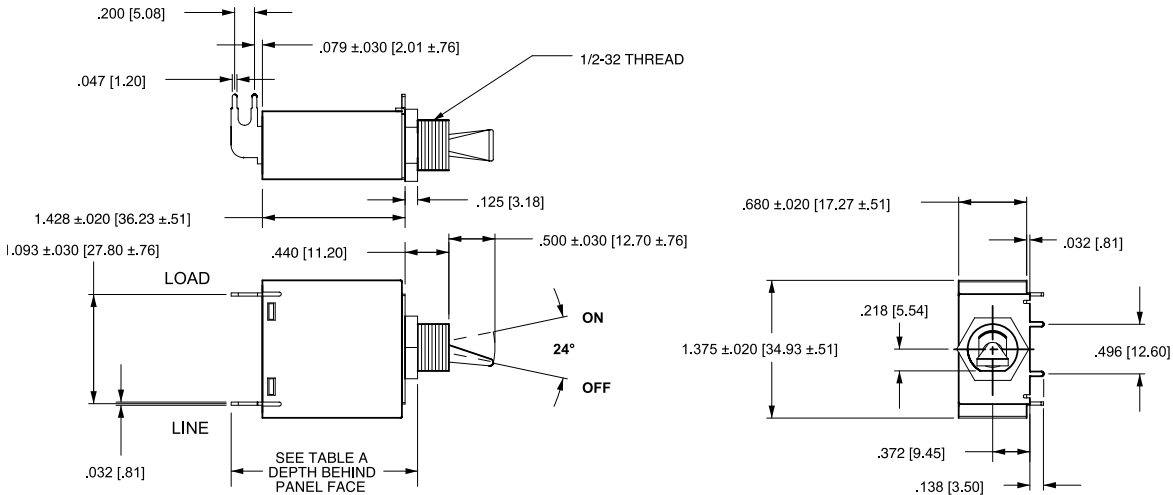 .200 [5.08]
.079 ±.030 [2.01 ±.76]
1/2-32 THREAD
.047 [1.20]
.125 [3.18]
1.428 ±.020 [36.23 ±.51]
.680 ±.020 [17.27 ±.51]
1.093 ±.030 [27.80 ±.76]
.440 [11.20]
.500 ±.030 [12.70 ±.76]
.032 [.81]
LOAD
ON
24°
OFF
.218 [5.54]
1.375 ±.020 [34.93 ±.51]
.496 [12.60]
LINE
.032 [.81]
SEE TABLE A
DEPTH BEHIND
PANEL FACE
.372 [9.45]
.138 [3.50]